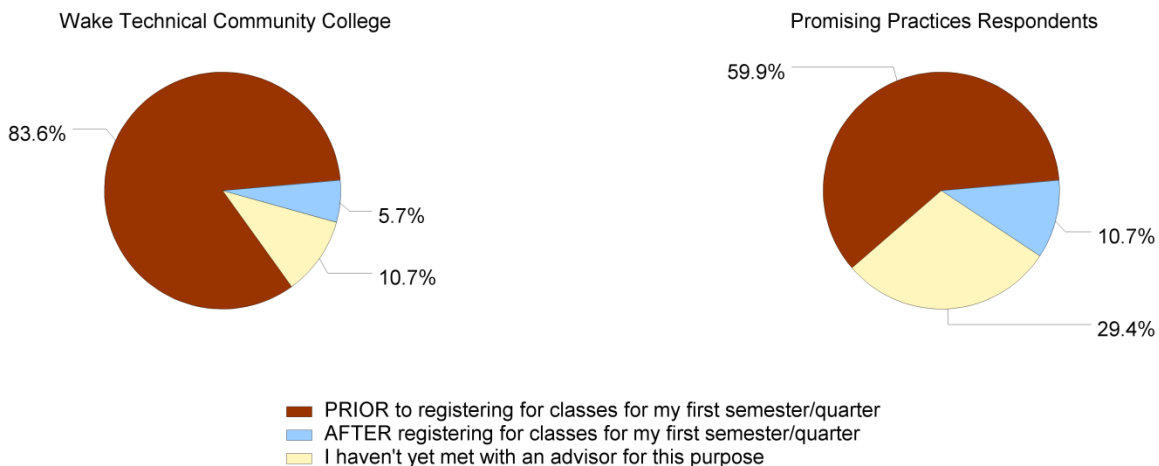 Wake Technical Community College
83.6%
5.7%
10.7%
Promising Practices Respondents
59.9%
10.7%
29.4%
PRIOR to registering for classes for my first semester/quarter
AFTER registering for classes for my first semester/quarter
I haven't yet met with an advisor for this purpose